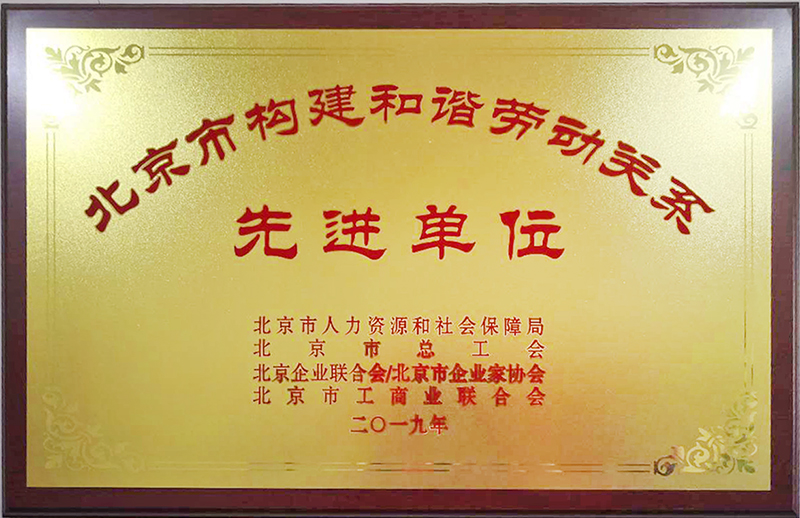 北京市构建和谐劳动关系
先进单位
北京市人力资源和社会保障局
北京市总工会
北京企业联合会/北京市企业家协会
北京市工商业联合会
二〇一九年